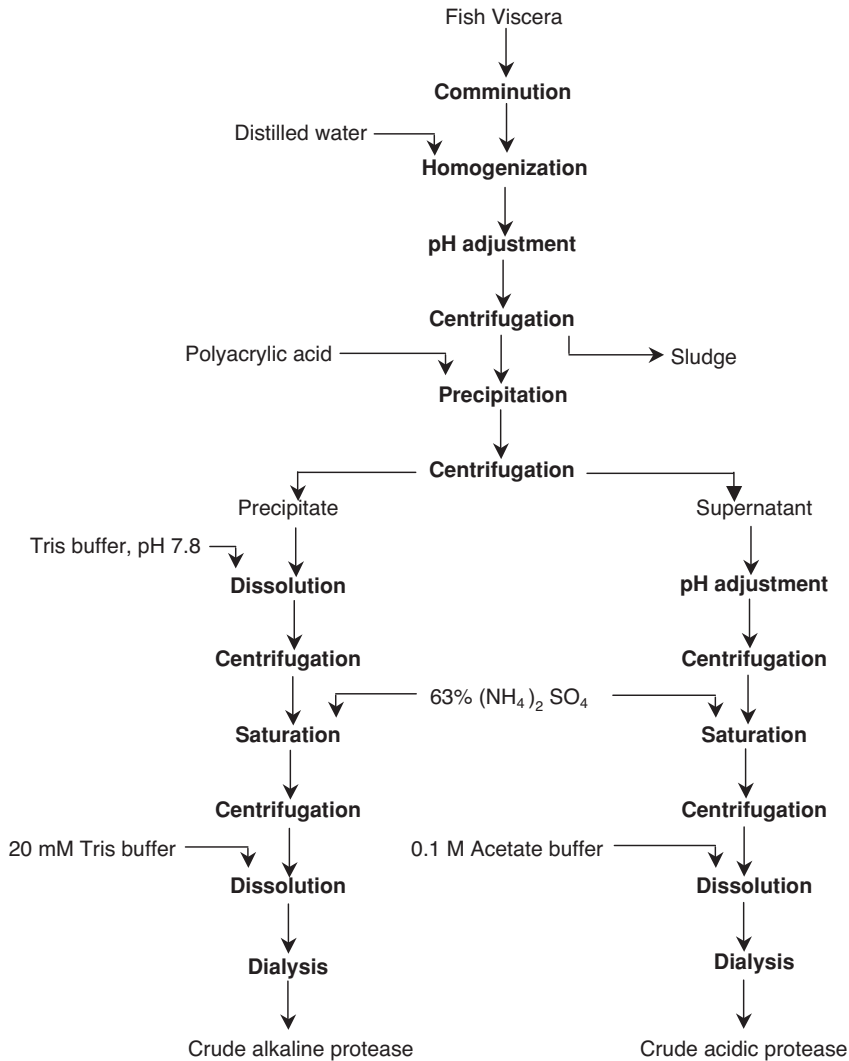 Fish Viscera
Comminution
Distilled water
Homogenization
pH adjustment
Centrifugation
Polyacrylic acid
Sludge
Precipitation
Centrifugation
Precipitate
Supernatant
Tris buffer, pH 7.8
Dissolution
pH adjustment
Centrifugation
Centrifugation
63% (NH₄)₂ SO₄
Saturation
Saturation
Centrifugation
Centrifugation
20 mM Tris buffer
0.1 M Acetate buffer
Dissolution
Dissolution
Dialysis
Dialysis
Crude alkaline protease
Crude acidic protease